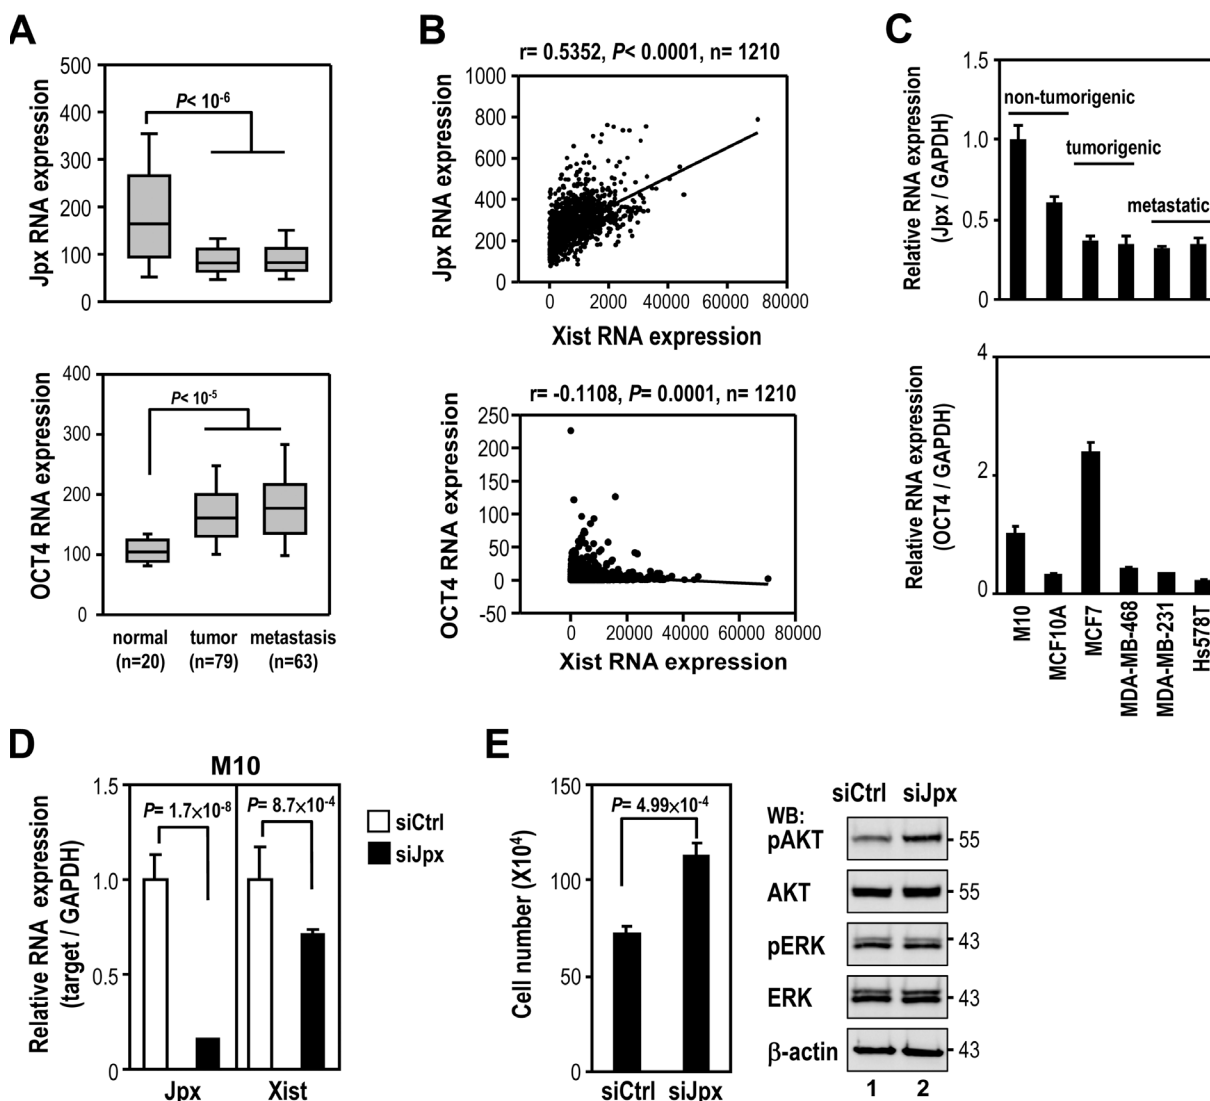 A
Jpx RNA expression
500
400
300
200
100
0
P< 10-6
OCT4 RNA expression
400
300
200
100
0
P< 10-5
normal tumor metastasis
(n=20) (n=79) (n=63)
B
r= 0.5352, P< 0.0001, n= 1210
Jpx RNA expression
1000
800
600
400
200
0
0 2000 40000 60000 80000
Xist RNA expression
r= -0.1108, P= 0.0001, n= 1210
OCT4 RNA expression
250
200
150
100
50
0
-50
0 20000 40000 60000 80000
Xist RNA expression
C
Relative RNA expression
(Jpx / GAPDH)
1.5
1.0
0.5
0
non-tumorigenic
tumorigenic
metastatic
Relative RNA expression
(OCT4 / GAPDH)
4
2
0
M10
MCF10A
MCF7
MDA-MB-468
MDA-MB-231
Hs578T
D
M10
Relative RNA expression
(target / GAPDH)
1.5
1.0
0.5
0
P= 1.7×10-8
P= 8.7×10-4
Jpx Xist
siCtrl
siJpx
E
Cell number (X104)
150
100
50
0
P= 4.99×10-4
siCtrl siJpx
siCtrl siJpx
WB:
pAKT 55
AKT 55
pERK 43
ERK 43
β-actin 43
1 2